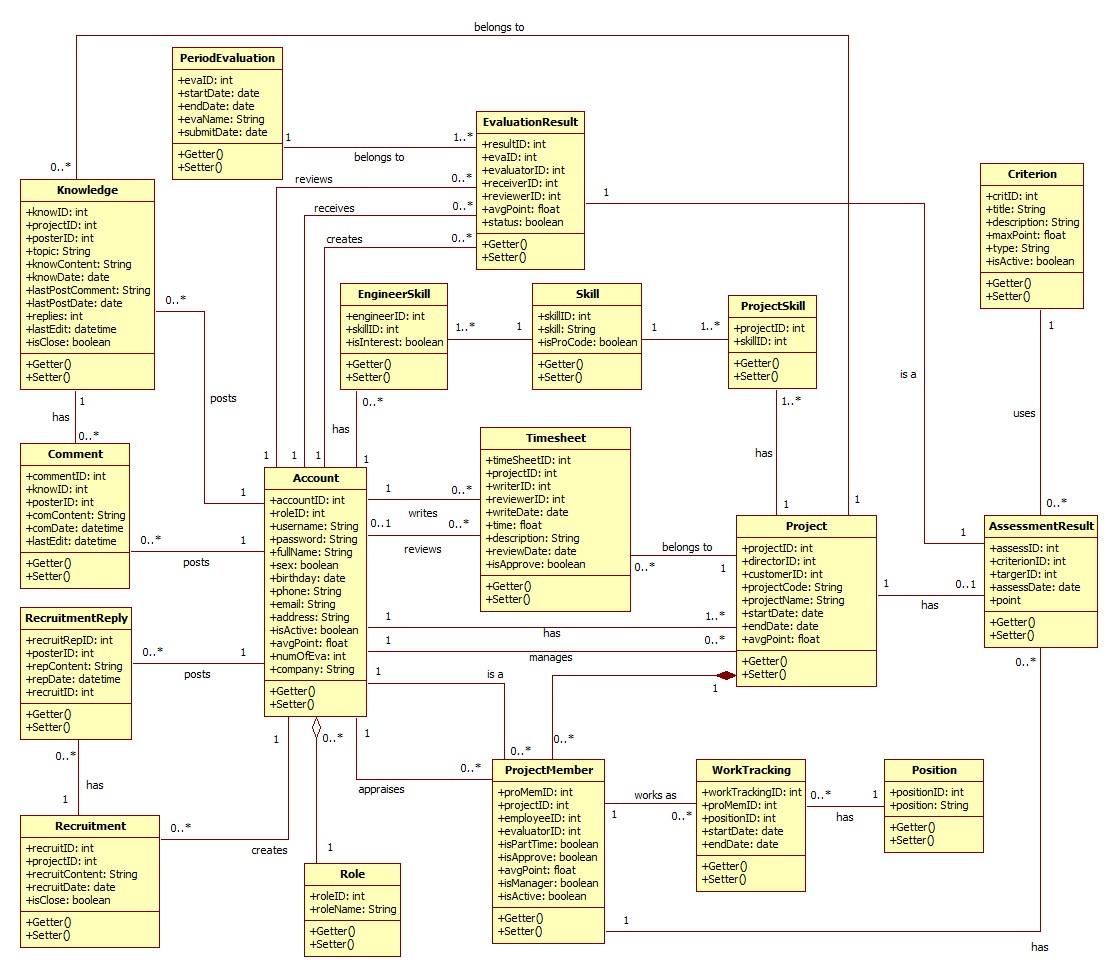 belongs to
PeriodEvaluation
+evaID: int
+startDate: date
+endDate: date
+evaName: String
+submitDate: date
+Getter()
+Setter()
1
1..*
belongs to
EvaluationResult
+resultID: int
+evaID: int
+evaluatorID: int
+receiverID: int
+reviewerID: int
+avgPoint: float
+status: boolean
+Getter()
+Setter()
reviews
0..*
receives
0..*
creates
0..*
1
Criterion
+critID: int
+title: String
+description: String
+maxPoint: float
+type: String
+isActive: boolean
+Getter()
+Setter()
0..*
Knowledge
+knowID: int
+projectID: int
+posterID: int
+topic: String
+knowContent: String
+knowDate: date
+lastPostComment: String
+lastPostDate: date
+replies: int
+lastEdit: datetime
+isClose: boolean
+Getter()
+Setter()
0..*
posts
EngineerSkill
+engineerID: int
+skillID: int
+isInterest: boolean
+Getter()
+Setter()
1..*
1
Skill
+skillID: int
+skill: String
+isProCode: boolean
+Getter()
+Setter()
1
1..*
ProjectSkill
+projectID: int
+skillID: int
+Getter()
+Setter()
1
is a
uses
0..*
1
has
0..*
0..*
has
1
1
1
1
1..*
has
1
1
Comment
+commentID: int
+knowID: int
+posterID: int
+comContent: String
+comDate: datetime
+lastEdit: datetime
+Getter()
+Setter()
1
0..*
1
posts
Account
+accountID: int
+roleID: int
+username: String
+password: String
+fullName: String
+sex: boolean
+birthday: date
+phone: String
+email: String
+address: String
+isActive: boolean
+avgPoint: float
+numOfEva: int
+company: String
+Getter()
+Setter()
1
0..*
writes
0..1
0..*
reviews
Timesheet
+timeSheetID: int
+projectID: int
+writerID: int
+reviewerID: int
+writeDate: date
+time: float
+description: String
+reviewDate: date
+isApprove: boolean
+Getter()
+Setter()
belongs to
0..*
1
Project
+projectID: int
+directorID: int
+customerID: int
+projectCode: String
+projectName: String
+startDate: date
+endDate: date
+avgPoint: float
+Getter()
+Setter()
1
AssessmentResult
+assessID: int
+criterionID: int
+targerID: int
+assessDate: date
+point
+Getter()
+Setter()
1
0..1
has
RecruitmentReply
+recruitRepID: int
+posterID: int
+repContent: String
+repDate: datetime
+recruitID: int
+Getter()
+Setter()
0..*
1
posts
1
1..*
has
1
0..*
manages
1
is a
0..*
1
0..*
0..*
0..*
has
1
1
0..*
1
0..*
appraises
Recruitment
+recruitID: int
+projectID: int
+recruitContent: String
+recruitDate: date
+isClose: boolean
+Getter()
+Setter()
0..*
creates
1
Role
+roleID: int
+roleName: String
+Getter()
+Setter()
ProjectMember
+proMemID: int
+projectID: int
+employeeID: int
+evaluatorID: int
+isPartTime: boolean
+isApprove: boolean
+avgPoint: float
+isManager: boolean
+isActive: boolean
+Getter()
+Setter()
works as
1
0..*
WorkTracking
+workTrackingID: int
+proMemID: int
+positionID: int
+startDate: date
+endDate: date
+Getter()
+Setter()
0..*
1
has
Position
+positionID: int
+position: String
+Getter()
+Setter()
1
has